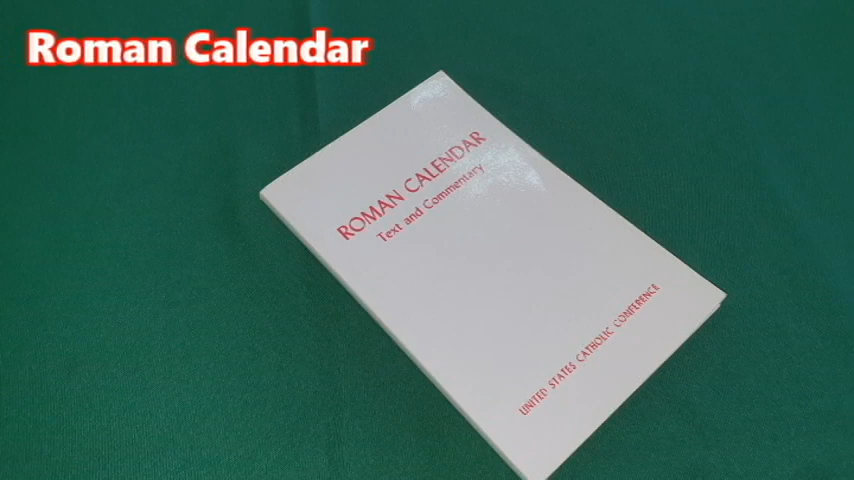 Roman Calendar
ROMAN CALENDAR
Text and Commentary
UNITED STATES CATHOLIC CONFERENCE